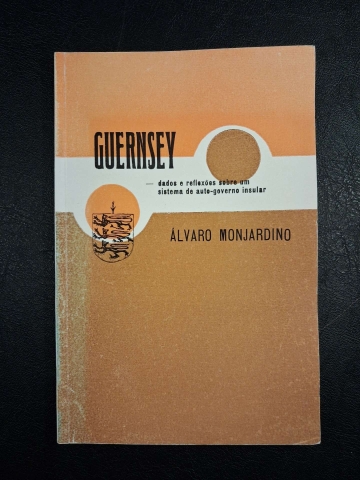 GUERNSEY
— dados e reflexões sobre um
sistema de auto-governo insular
ÁLVARO MONJARDINO